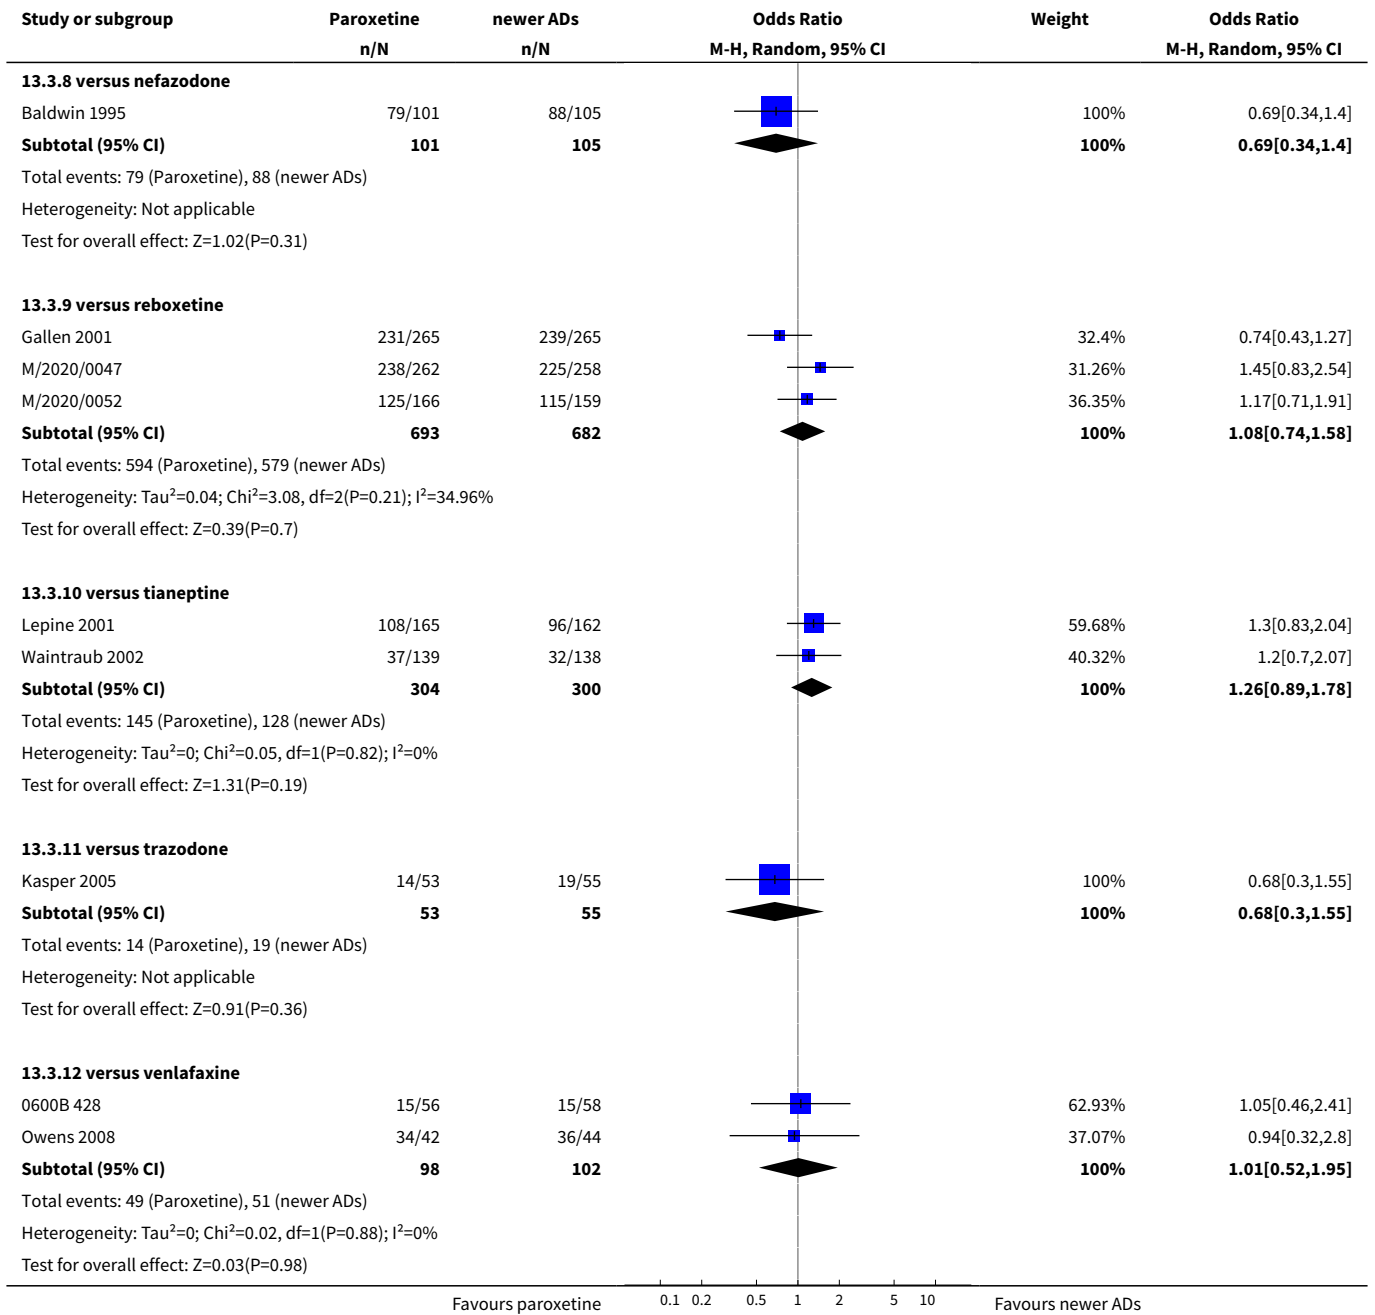 Study or subgroup Paroxetine newer ADs Odds Ratio Weight Odds Ratio
n/N n/N M-H, Random, 95% CI M-H, Random, 95% CI
13.3.8 versus nefazodone
Baldwin 1995 79/101 88/105 100% 0.69[0.34,1.4]
Subtotal (95% CI) 101 105 100% 0.69[0.34,1.4]
Total events: 79 (Paroxetine), 88 (newer ADs)
Heterogeneity: Not applicable
Test for overall effect: Z=1.02(P=0.31)
13.3.9 versus reboxetine
Gallen 2001 231/265 239/265 32.4% 0.74[0.43,1.27]
M/2020/0047 238/262 225/258 31.26% 1.45[0.83,2.54]
M/2020/0052 125/166 115/159 36.35% 1.17[0.71,1.91]
Subtotal (95% CI) 693 682 100% 1.08[0.74,1.58]
Total events: 594 (Paroxetine), 579 (newer ADs)
Heterogeneity: Tau²=0.04; Chi²=3.08, df=2(P=0.21); I²=34.96%
Test for overall effect: Z=0.39(P=0.7)
13.3.10 versus tianeptine
Lepine 2001 108/165 96/162 59.68% 1.3[0.83,2.04]
Waintraub 2002 37/139 32/138 40.32% 1.2[0.7,2.07]
Subtotal (95% CI) 304 300 100% 1.26[0.89,1.78]
Total events: 145 (Paroxetine), 128 (newer ADs)
Heterogeneity: Tau²=0; Chi²=0.05, df=1(P=0.82); I²=0%
Test for overall effect: Z=1.31(P=0.19)
13.3.11 versus trazodone
Kasper 2005 14/53 19/55 100% 0.68[0.3,1.55]
Subtotal (95% CI) 53 55 100% 0.68[0.3,1.55]
Total events: 14 (Paroxetine), 19 (newer ADs)
Heterogeneity: Not applicable
Test for overall effect: Z=0.91(P=0.36)
13.3.12 versus venlafaxine
0600B 428 15/56 15/58 62.93% 1.05[0.46,2.41]
Owens 2008 34/42 36/44 37.07% 0.94[0.32,2.8]
Subtotal (95% CI) 98 102 100% 1.01[0.52,1.95]
Total events: 49 (Paroxetine), 51 (newer ADs)
Heterogeneity: Tau²=0; Chi²=0.02, df=1(P=0.88); I²=0%
Test for overall effect: Z=0.03(P=0.98)
Favours paroxetine 0.1 0.2 0.5 1 2 5 10 Favours newer ADs